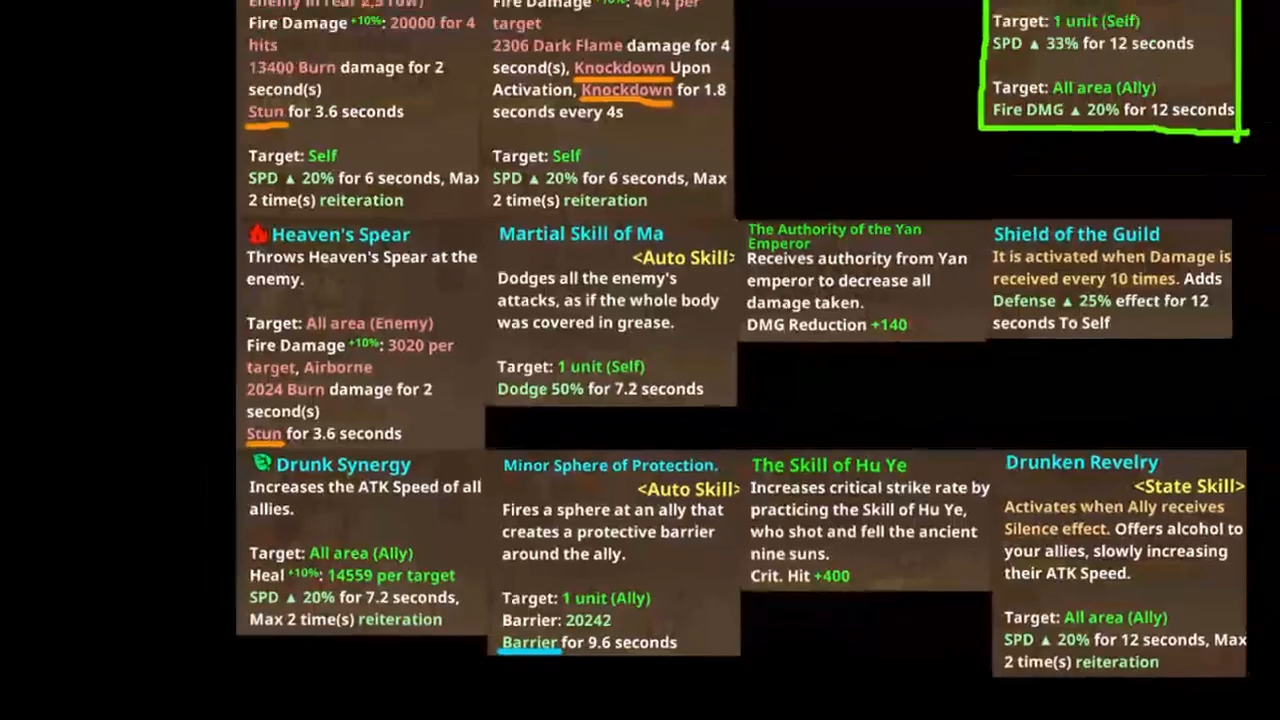 Enemy in rear 2,3 row)
Fire Damage +10%: 20000 for 4
hits
13400 Burn damage for 2
second(s)
Stun for 3.6 seconds
Target: Self
SPD ▲ 20% for 6 seconds, Max
2 time(s) reiteration
Fire Damage +10%: 4614 per
target
2306 Dark Flame damage for 4
second(s), Knockdown Upon
Activation, Knockdown for 1.8
seconds every 4s
Target: Self
SPD ▲ 20% for 6 seconds, Max
2 time(s) reiteration
Target: 1 unit (Self)
SPD ▲ 33% for 12 seconds
Target: All area (Ally)
Fire DMG ▲ 20% for 12 seconds
Heaven's Spear
Throws Heaven's Spear at the
enemy.
Target: All area (Enemy)
Fire Damage +10%: 3020 per
target, Airborne
2024 Burn damage for 2
second(s)
Stun for 3.6 seconds
Martial Skill of Ma
<Auto Skill>
Dodges all the enemy's
attacks, as if the whole body
was covered in grease.
Target: 1 unit (Self)
Dodge 50% for 7.2 seconds
The Authority of the Yan
Emperor
Receives authority from Yan
emperor to decrease all
damage taken.
DMG Reduction +140
Shield of the Guild
It is activated when Damage is
received every 10 times. Adds
Defense ▲ 25% effect for 12
seconds To Self
Drunk Synergy
Increases the ATK Speed of all
allies.
Target: All area (Ally)
Heal +10%: 14559 per target
SPD ▲ 20% for 7.2 seconds,
Max 2 time(s) reiteration
Minor Sphere of Protection.
<Auto Skill>
Fires a sphere at an ally that
creates a protective barrier
around the ally.
Target: 1 unit (Ally)
Barrier: 20242
Barrier for 9.6 seconds
The Skill of Hu Ye
Increases critical strike rate by
practicing the Skill of Hu Ye,
who shot and fell the ancient
nine suns.
Crit. Hit +400
Drunken Revelry
<State Skill>
Activates when Ally receives
Silence effect. Offers alcohol to
your allies, slowly increasing
their ATK Speed.
Target: All area (Ally)
SPD ▲ 20% for 12 seconds, Max
2 time(s) reiteration